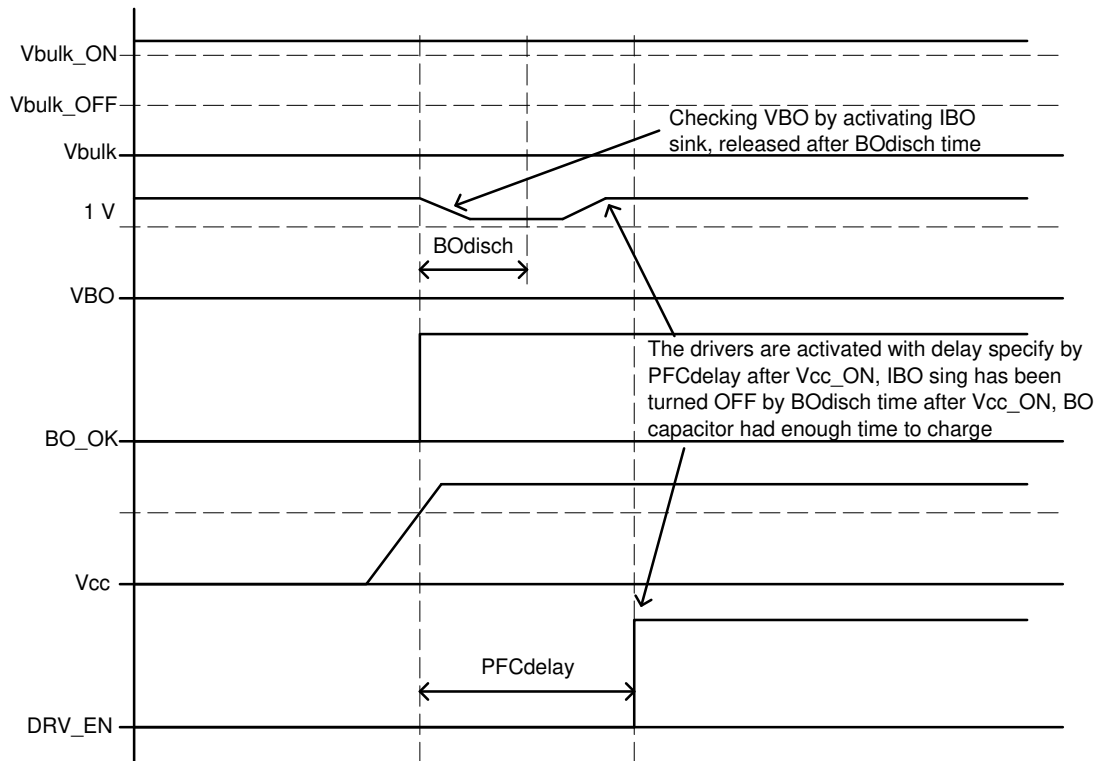 Vbulk_ON
Vbulk_OFF
Checking VBO by activating IBO
sink, released after BOdisch time
Vbulk
1 V
BOdisch
VBO
The drivers are activated with delay specify by
PFCdelay after Vcc_ON, IBO sing has been
turned OFF by BOdisch time after Vcc_ON, BO
capacitor had enough time to charge
BO_OK
Vcc
PFCdelay
DRV_EN